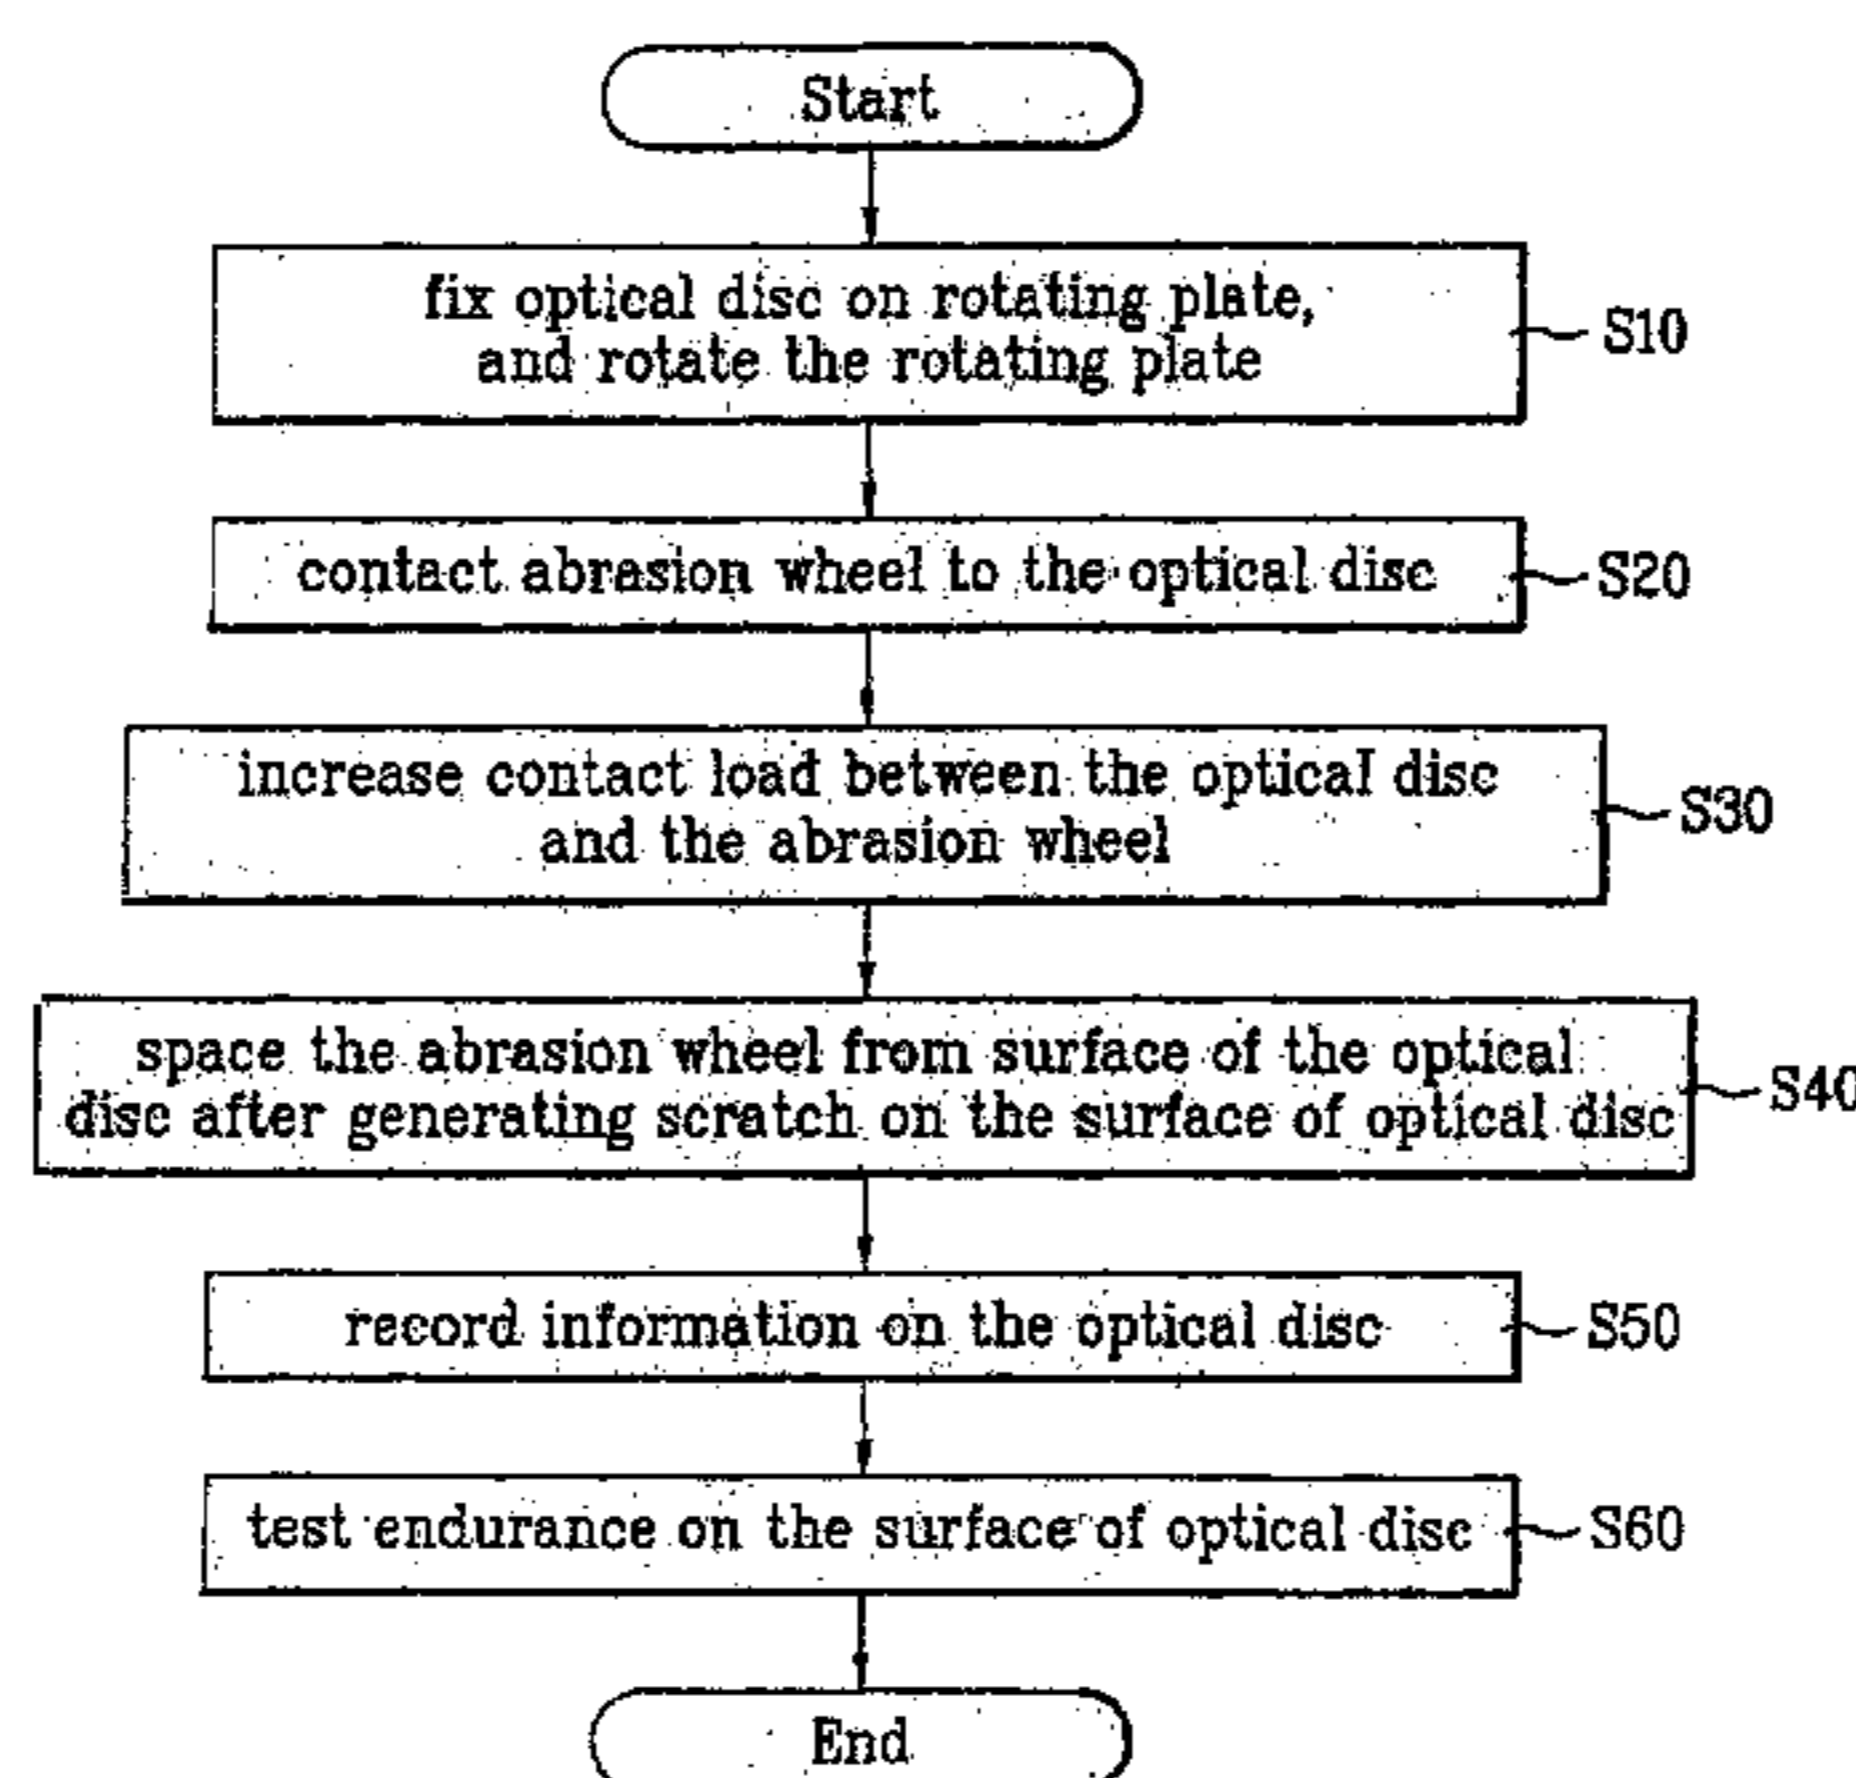 Start
fix optical disc on rotating plate,
and rotate the rotating plate
S10
contact abrasion wheel to the optical disc
S20
increase contact load between the optical disc
and the abrasion wheel
S30
space the abrasion wheel from surface of the optical
disc after generating scratch on the surface of optical disc
S40
record information on the optical disc
S50
test endurance on the surface of optical disc
S60
End